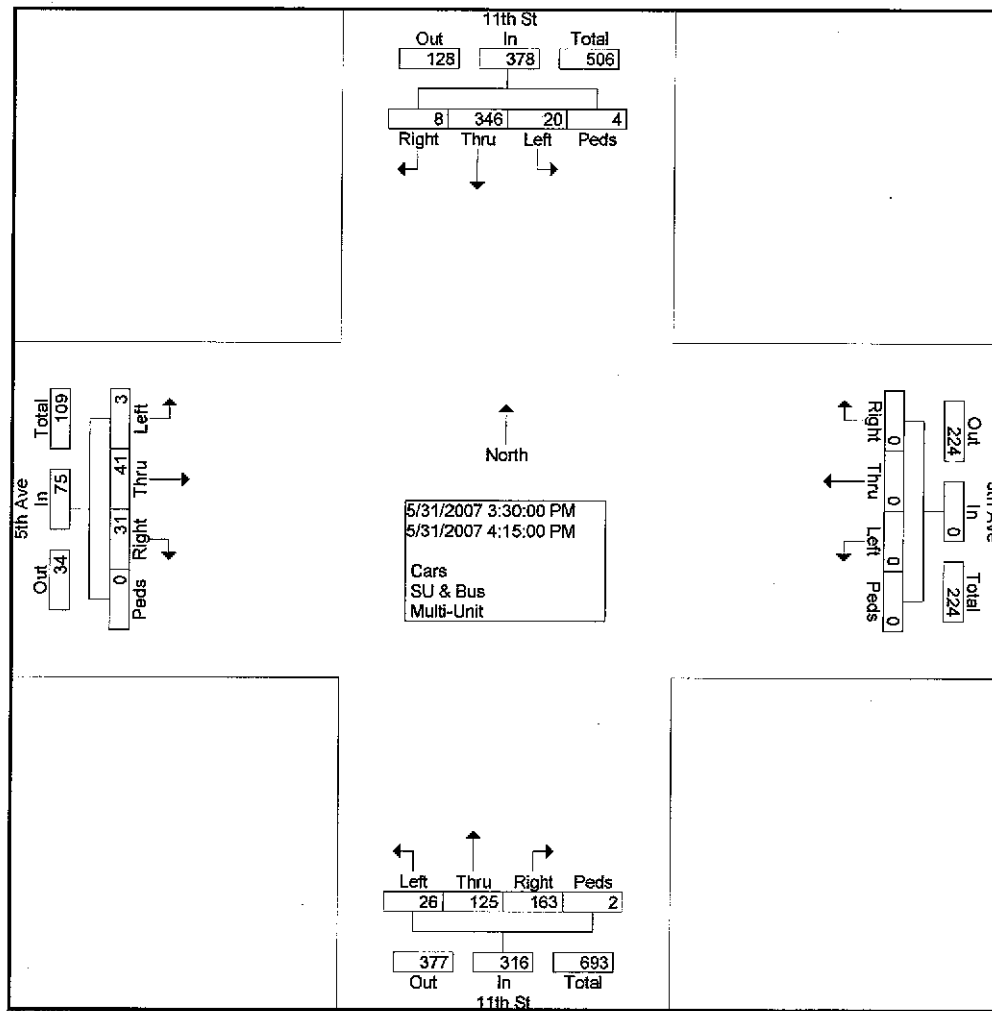 11th St
Out In Total
128 378 506
8 346 20 4
Right Thru Left Peds
5th Ave
Total In Out
109 75 34
3 41 31 0
Left Thru Right Peds
North
5/31/2007 3:30:00 PM
5/31/2007 4:15:00 PM
Cars
SU & Bus
Multi-Unit
Right Thru Left Peds
0 0 0 0
Out In Total
224 0 224
Ave
Left Thru Right Peds
26 125 163 2
377 316 693
Out In Total
11th St